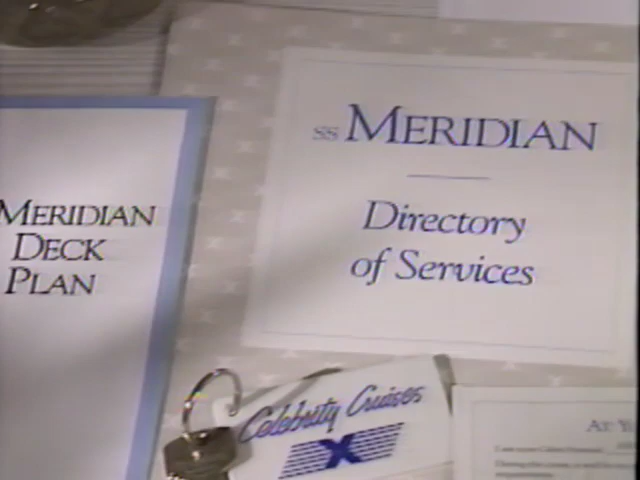 MERIDIAN
DECK
PLAN
SS MERIDIAN
Directory
of Services
Celebrity Cruises
X